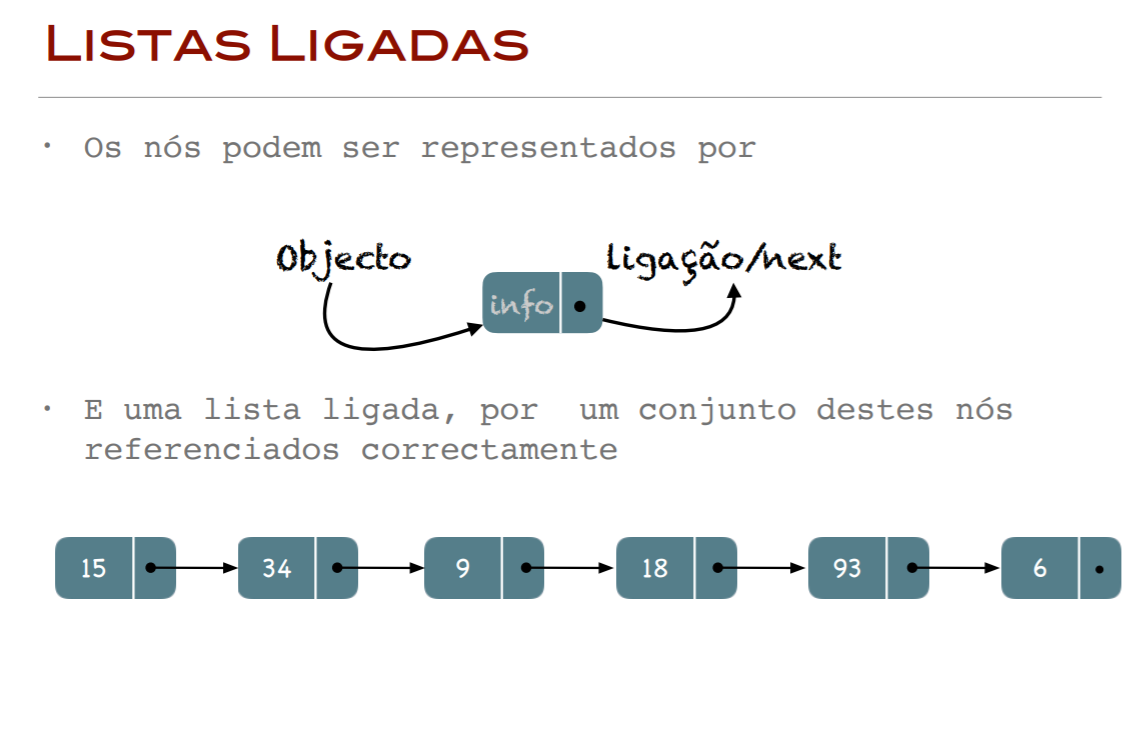 LISTAS LIGADAS
• Os nós podem ser representados por
Objecto ligação/next
info
• E uma lista ligada, por um conjunto destes nós
referenciados correctamente
15 34 9 18 93 6